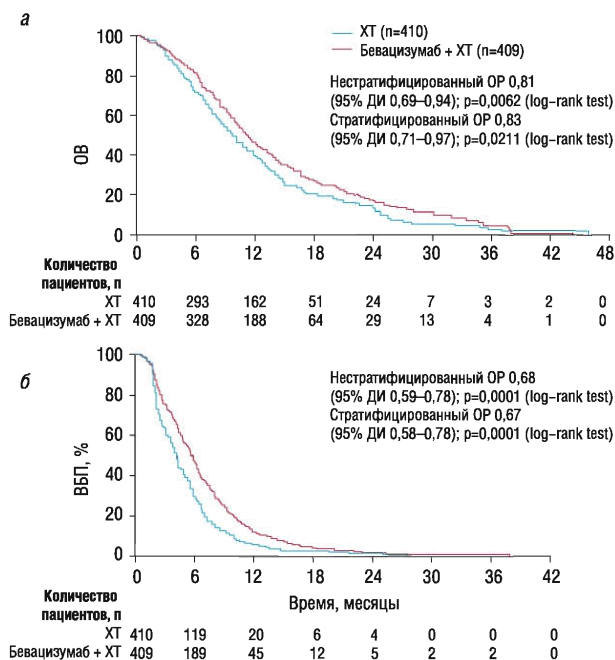 а
ХТ (n=410)
Бевацизумаб + ХТ (n=409)
Нестратифицированный ОР 0,81
(95% ДИ 0,69–0,94); p=0,0062 (log–rank test)
Стратифицированный ОР 0,83
(95% ДИ 0,71–0,97); p=0,0211 (log–rank test)
ОВ
100
80
60
40
20
0
0 6 12 18 24 30 36 42 48
Количество
пациентов, п
ХТ 410 293 162 51 24 7 3 2 0
Бевацизумаб + ХТ 409 328 188 64 29 13 4 1 0
б
Нестратифицированный ОР 0,68
(95% ДИ 0,59–0,78); p=0,0001 (log–rank test)
Стратифицированный ОР 0,67
(95% ДИ 0,58–0,78); p=0,0001 (log–rank test)
ВБП, %
100
80
60
40
20
0
0 6 12 18 24 30 36 42
Время, месяцы
Количество
пациентов, п
ХТ 410 119 20 6 4 0 0 0
Бевацизумаб + ХТ 409 189 45 12 5 2 2 0